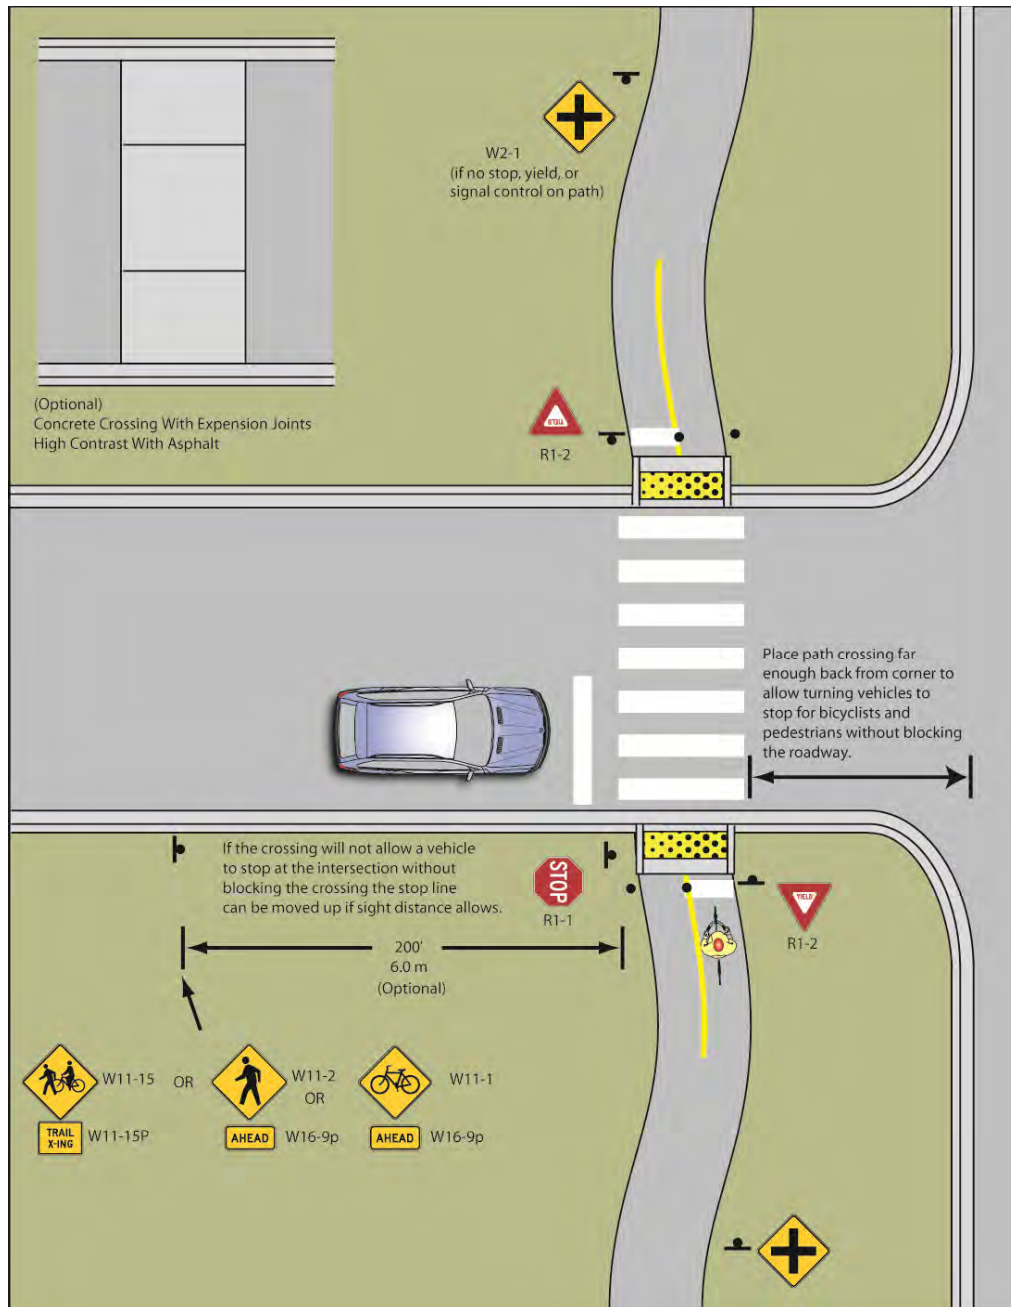 W2-1
(if no stop, yield, or
signal control on path)
(Optional)
Concrete Crossing With Expension Joints
High Contrast With Asphalt
YIELD
R1-2
Place path crossing far
enough back from corner to
allow turning vehicles to
stop for bicyclists and
pedestrians without blocking
the roadway.
If the crossing will not allow a vehicle
to stop at the intersection without
blocking the crossing the stop line
can be moved up if sight distance allows.
STOP
R1-1
YIELD
R1-2
200'
6.0 m
(Optional)
W11-15
OR
W11-2
OR
W11-1
TRAIL
X-ING
W11-15P
AHEAD
W16-9p
AHEAD
W16-9p